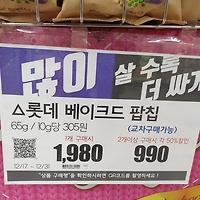 많이 살 수록 더 싸게
△롯데 베이크드 팝칩
65g / 10g당 305원
(교차구매가능)
1개 구매시
1,980
2개이상 구매시 각 50%할인
990
12/17 ~ 12/31
상품 구매평을 확인하시려면 QR코드를 촬영하세요!